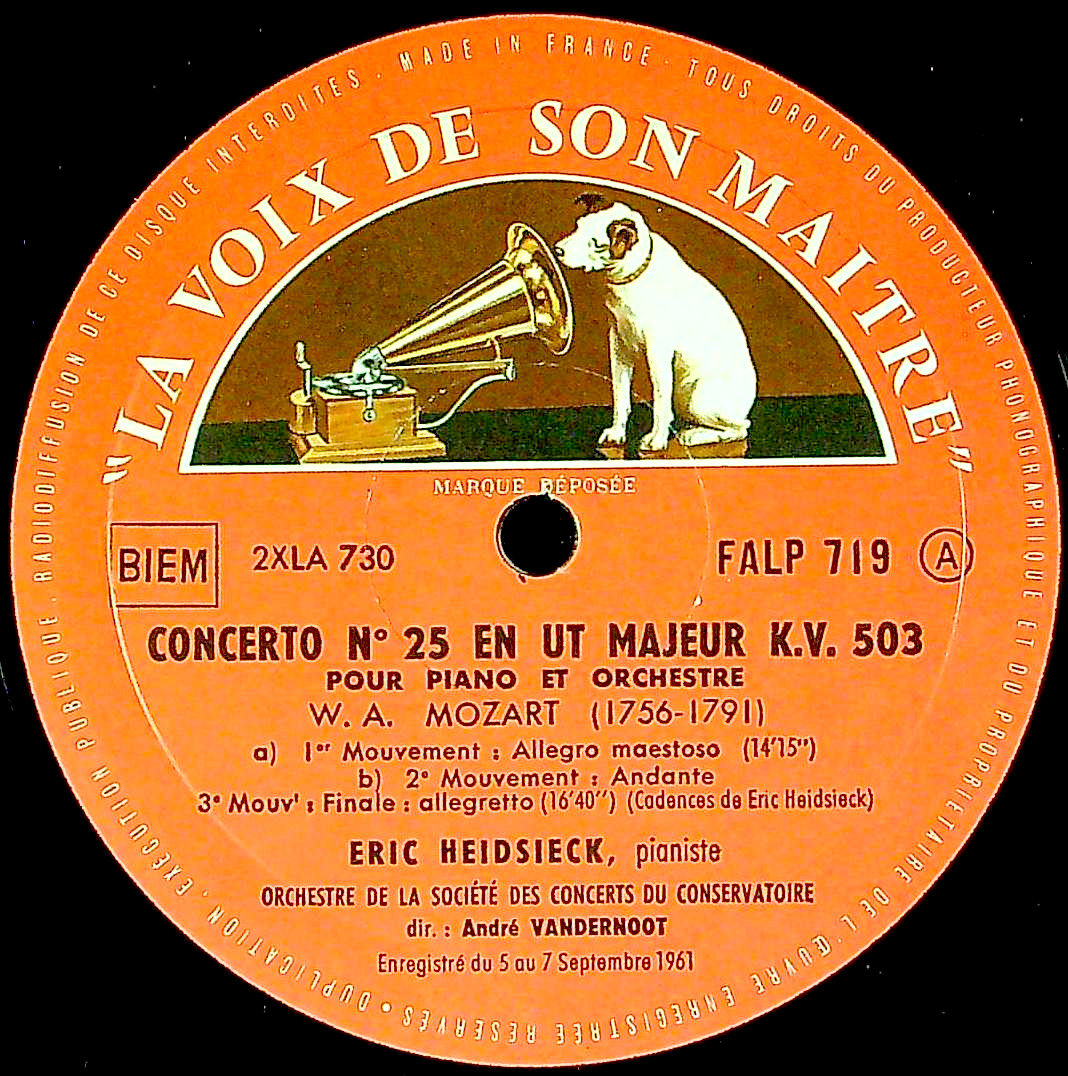 MADE IN FRANCE · TOUS DROITS DU PRODUCTEUR PHONOGRAPHIQUE ET DU PROPRIETAIRE DE L'ŒUVRE ENREGISTRÉE RESERVÉS • DUPLICATION, EXÉCUTION PUBLIQUE, RADIODIFFUSION DE CE DISQUE INTERDITES ·
"LA VOIX DE SON MAITRE"
MARQUE DÉPOSÉE
BIEM 2XLA 730 FALP 719 A
CONCERTO N° 25 EN UT MAJEUR K.V. 503
POUR PIANO ET ORCHESTRE
W. A. MOZART (1756-1791)
a) 1er Mouvement : Allegro maestoso (14'15")
b) 2e Mouvement : Andante
3e Mouvt : Finale : allegretto (16'40") (Cadences de Eric Heidsieck)
ERIC HEIDSIECK, pianiste
ORCHESTRE DE LA SOCIÉTÉ DES CONCERTS DU CONSERVATOIRE
dir. : André VANDERNOOT
Enregistré du 5 au 7 Septembre 1961